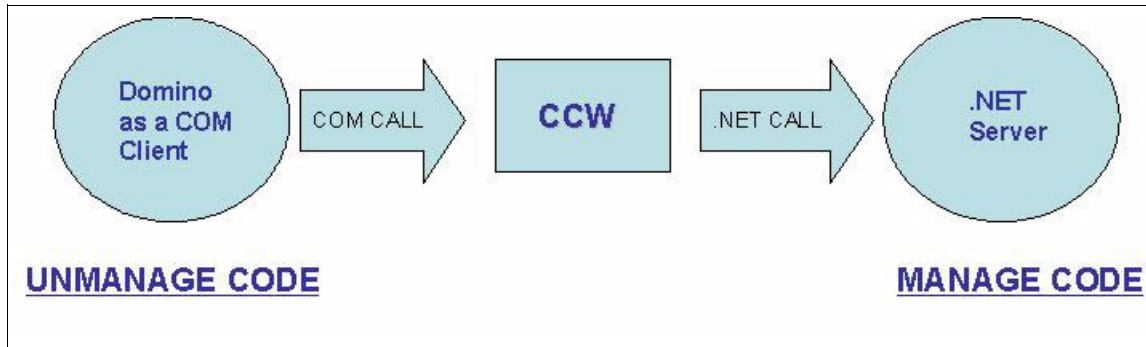 Domino
as a COM
Client
COM CALL
CCW
.NET CALL
.NET
Server
UNMANAGE CODE
MANAGE CODE